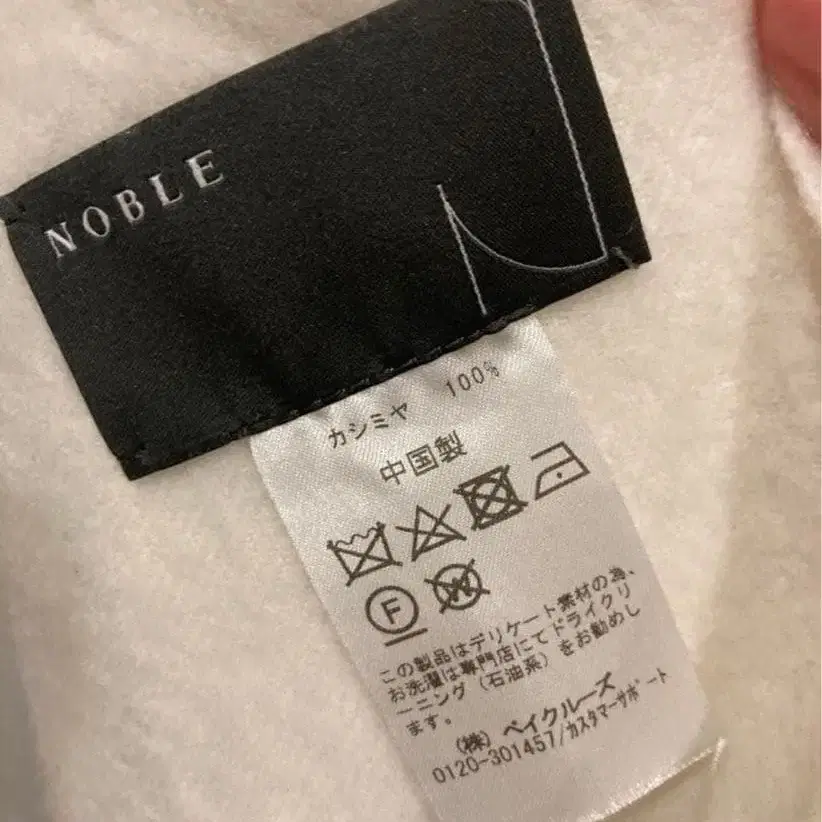 NOBLE
カシミヤ 100%
中国製
F W
この製品はデリケート素材の為、
お洗濯は専門店にてドライクリ
ーニング（石油系）をお勧めし
ます。
（株）ベイクルーズ
0120-301457/カスタマーサポート